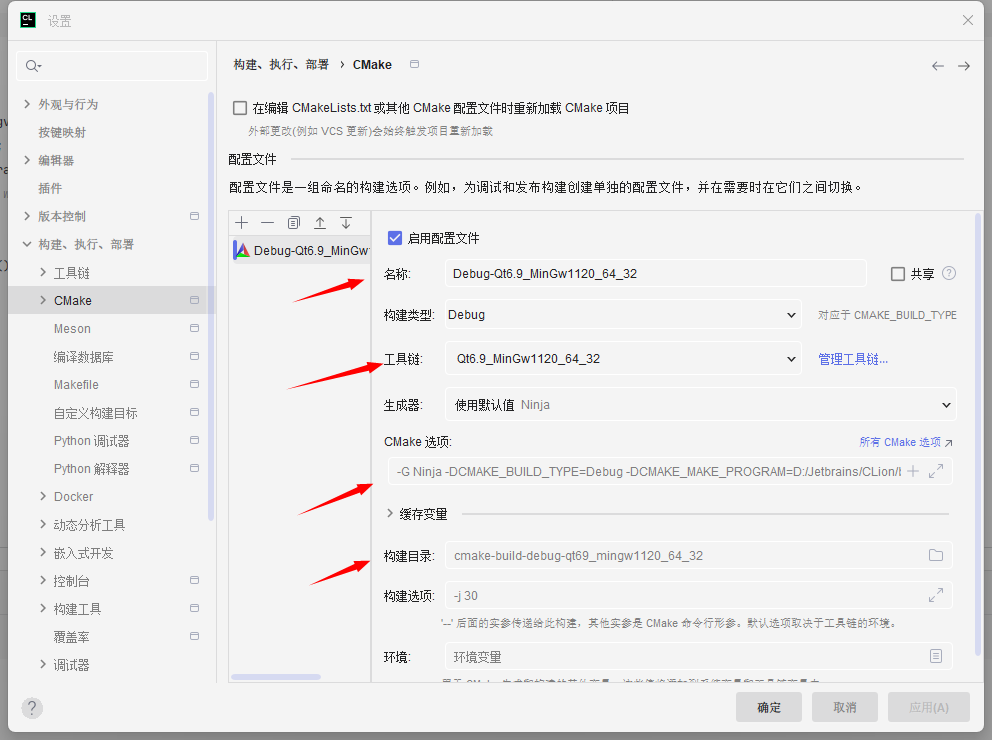 CL
设置
构建、执行、部署 › CMake
外观与行为
按键映射
编辑器
插件
版本控制
构建、执行、部署
工具链
CMake
Meson
编译数据库
Makefile
自定义构建目标
Python 调试器
Python 解释器
Docker
动态分析工具
嵌入式开发
控制台
构建工具
覆盖率
调试器
在编辑 CMakeLists.txt 或其他 CMake 配置文件时重新加载 CMake 项目
外部更改(例如 VCS 更新)会始终触发项目重新加载
配置文件
配置文件是一组命名的构建选项。例如，为调试和发布构建创建单独的配置文件，并在需要时在它们之间切换。
Debug-Qt6.9_MinGw
启用配置文件
名称: Debug-Qt6.9_MinGw1120_64_32 共享 ?
构建类型: Debug 对应于 CMAKE_BUILD_TYPE
工具链: Qt6.9_MinGw1120_64_32 管理工具链...
生成器: 使用默认值 Ninja
CMake 选项: 所有 CMake 选项 ↗
-G Ninja -DCMAKE_BUILD_TYPE=Debug -DCMAKE_MAKE_PROGRAM=D:/Jetbrains/CLion/
缓存变量
构建目录: cmake-build-debug-qt69_mingw1120_64_32
构建选项: -j 30
'--' 后面的实参传递给此构建，其他实参是 CMake 命令行形参。默认选项取决于工具链的环境。
环境: 环境变量
?
确定 取消 应用(A)